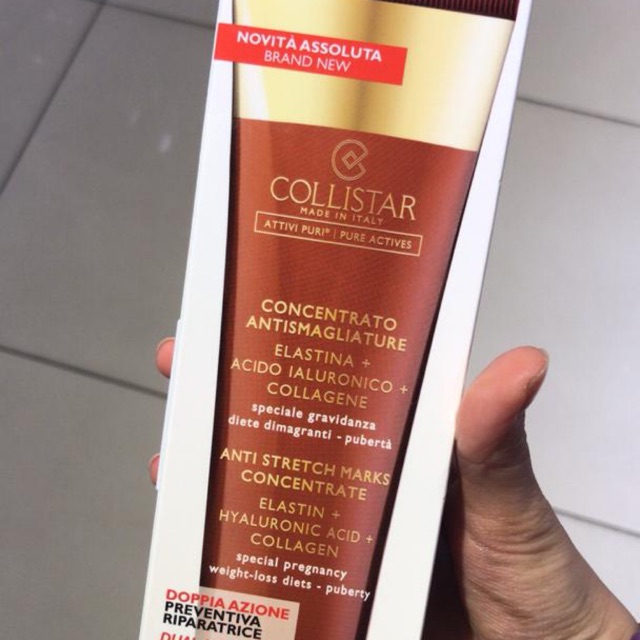 NOVITÀ ASSOLUTA
BRAND NEW
COLLISTAR
MADE IN ITALY
ATTIVI PURI® | PURE ACTIVES
CONCENTRATO
ANTISMAGLIATURE
ELASTINA +
ACIDO IALURONICO +
COLLAGENE
speciale gravidanza
diete dimagranti - pubertà
ANTI STRETCH MARKS
CONCENTRATE
ELASTIN +
HYALURONIC ACID +
COLLAGEN
special pregnancy
weight-loss diets - puberty
DOPPIA AZIONE
PREVENTIVA
RIPARATRICE